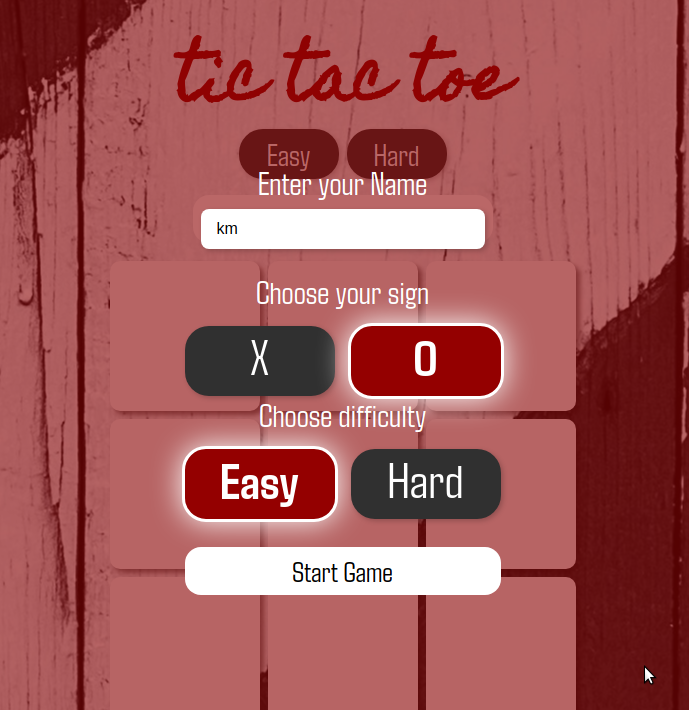 tic tac toe
Easy Hard
Enter your Name
km
Choose your sign
X O
Choose difficulty
Easy Hard
Start Game